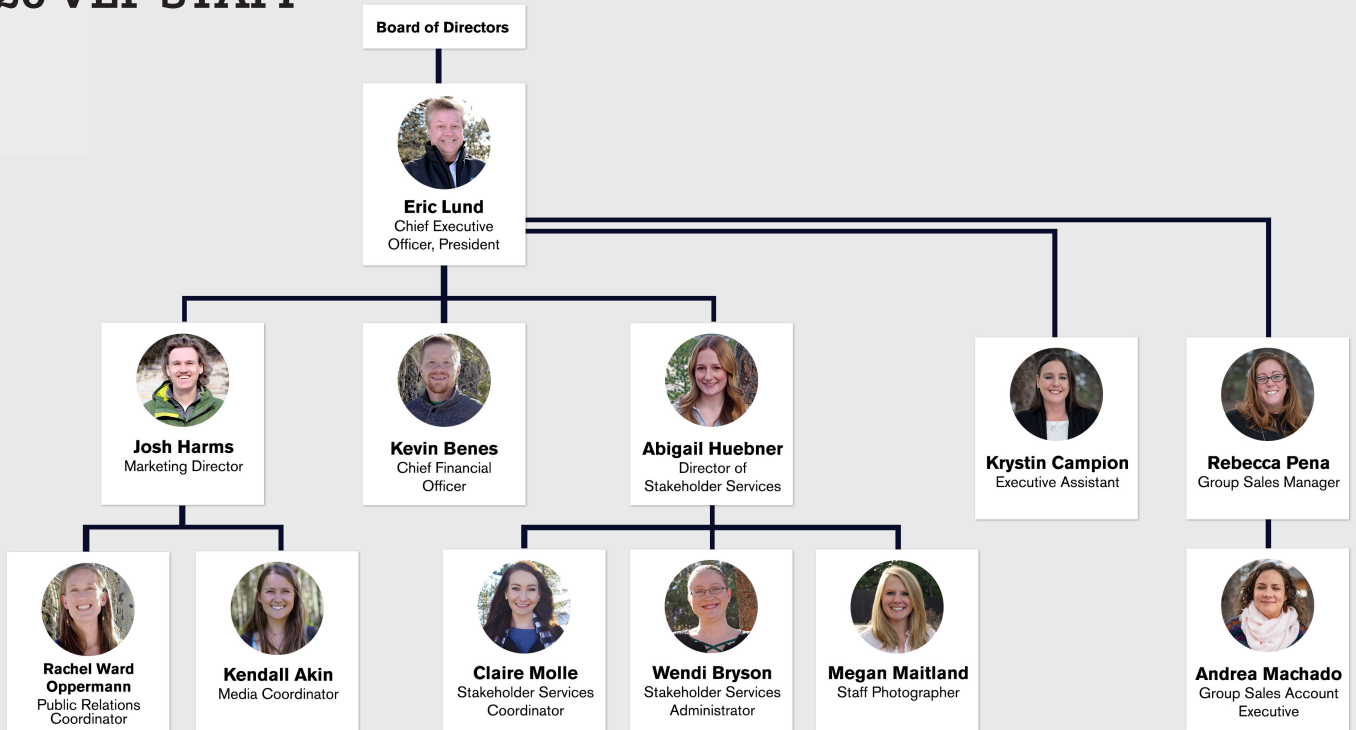 VEP STAFF
Board of Directors
Eric Lund
Chief Executive
Officer, President
Josh Harms
Marketing Director
Kevin Benes
Chief Financial
Officer
Abigail Huebner
Director of
Stakeholder Services
Krystin Campion
Executive Assistant
Rebecca Pena
Group Sales Manager
Rachel Ward
Oppermann
Public Relations
Coordinator
Kendall Akin
Media Coordinator
Claire Molle
Stakeholder Services
Coordinator
Wendi Bryson
Stakeholder Services
Administrator
Megan Maitland
Staff Photographer
Andrea Machado
Group Sales Account
Executive